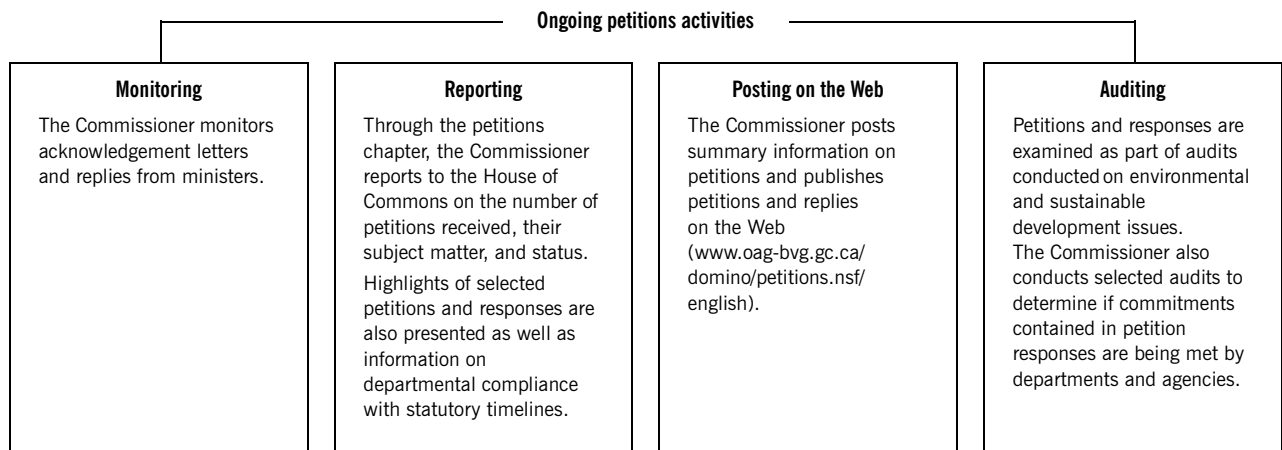 Ongoing petitions activities
Monitoring
The Commissioner monitors
acknowledgement letters
and replies from ministers.
Reporting
Through the petitions
chapter, the Commissioner
reports to the House of
Commons on the number of
petitions received, their
subject matter, and status.
Highlights of selected
petitions and responses are
also presented as well as
information on
departmental compliance
with statutory timelines.
Posting on the Web
The Commissioner posts
summary information on
petitions and publishes
petitions and replies
on the Web
(www.oag-bvg.gc.ca/
domino/petitions.nsf/
english).
Auditing
Petitions and responses are
examined as part of audits
conducted on environmental
and sustainable
development issues.
The Commissioner also
conducts selected audits to
determine if commitments
contained in petition
responses are being met by
departments and agencies.